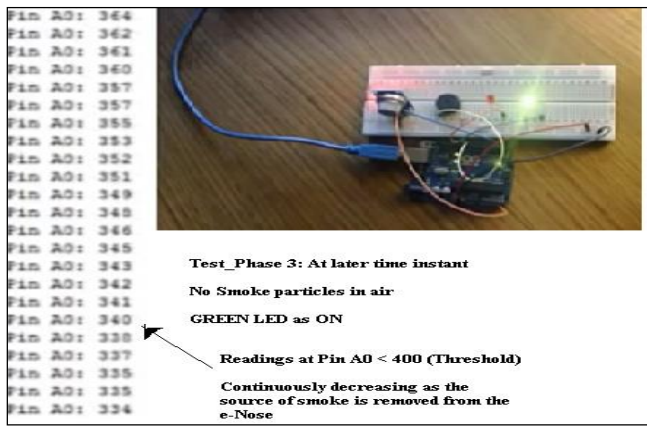 Pin A0: 364
Pin A0: 362
Pin A0: 361
Pin A0: 360
Pin A0: 357
Pin A0: 357
Pin A0: 355
Pin A0: 353
Pin A0: 352
Pin A0: 351
Pin A0: 349
Pin A0: 348
Pin A0: 346
Pin A0: 345
Pin A0: 343
Pin A0: 342
Pin A0: 341
Pin A0: 340
Pin A0: 338
Pin A0: 337
Pin A0: 335
Pin A0: 335
Pin A0: 334
Test_Phase 3: At later time instant
No Smoke particles in air
GREEN LED as ON
Readings at Pin A0 < 400 (Threshold)
Continuously decreasing as the
source of smoke is removed from the
e-Nose